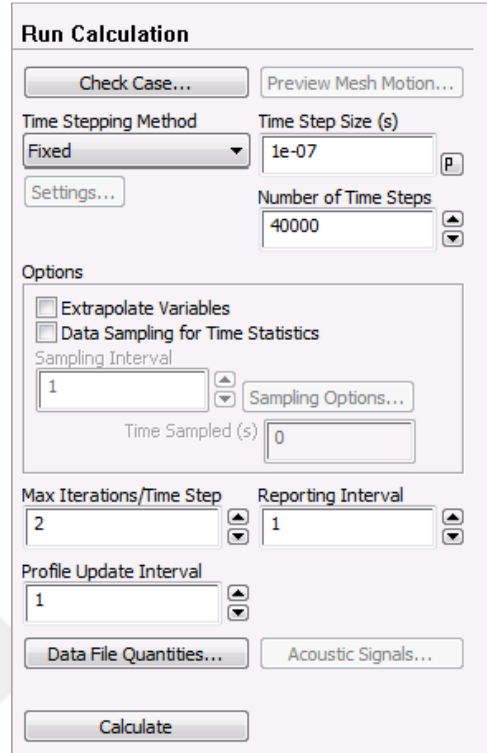 Run Calculation
Check Case... Preview Mesh Motion...
Time Stepping Method Time Step Size (s)
Fixed 1e-07 P
Settings... Number of Time Steps
40000
Options
Extrapolate Variables
Data Sampling for Time Statistics
Sampling Interval
1 Sampling Options...
Time Sampled (s) 0
Max Iterations/Time Step Reporting Interval
2 1
Profile Update Interval
1
Data File Quantities... Acoustic Signals...
Calculate